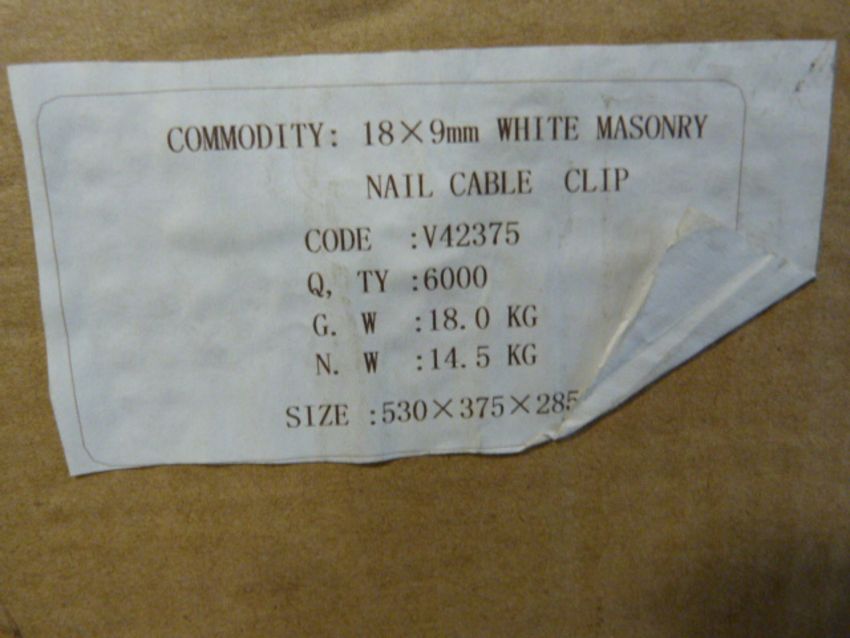 COMMODITY: 18×9mm WHITE MASONRY
NAIL CABLE CLIP
CODE :V42375
Q, TY :6000
G. W :18.0 KG
N. W :14.5 KG
SIZE :530×375×285